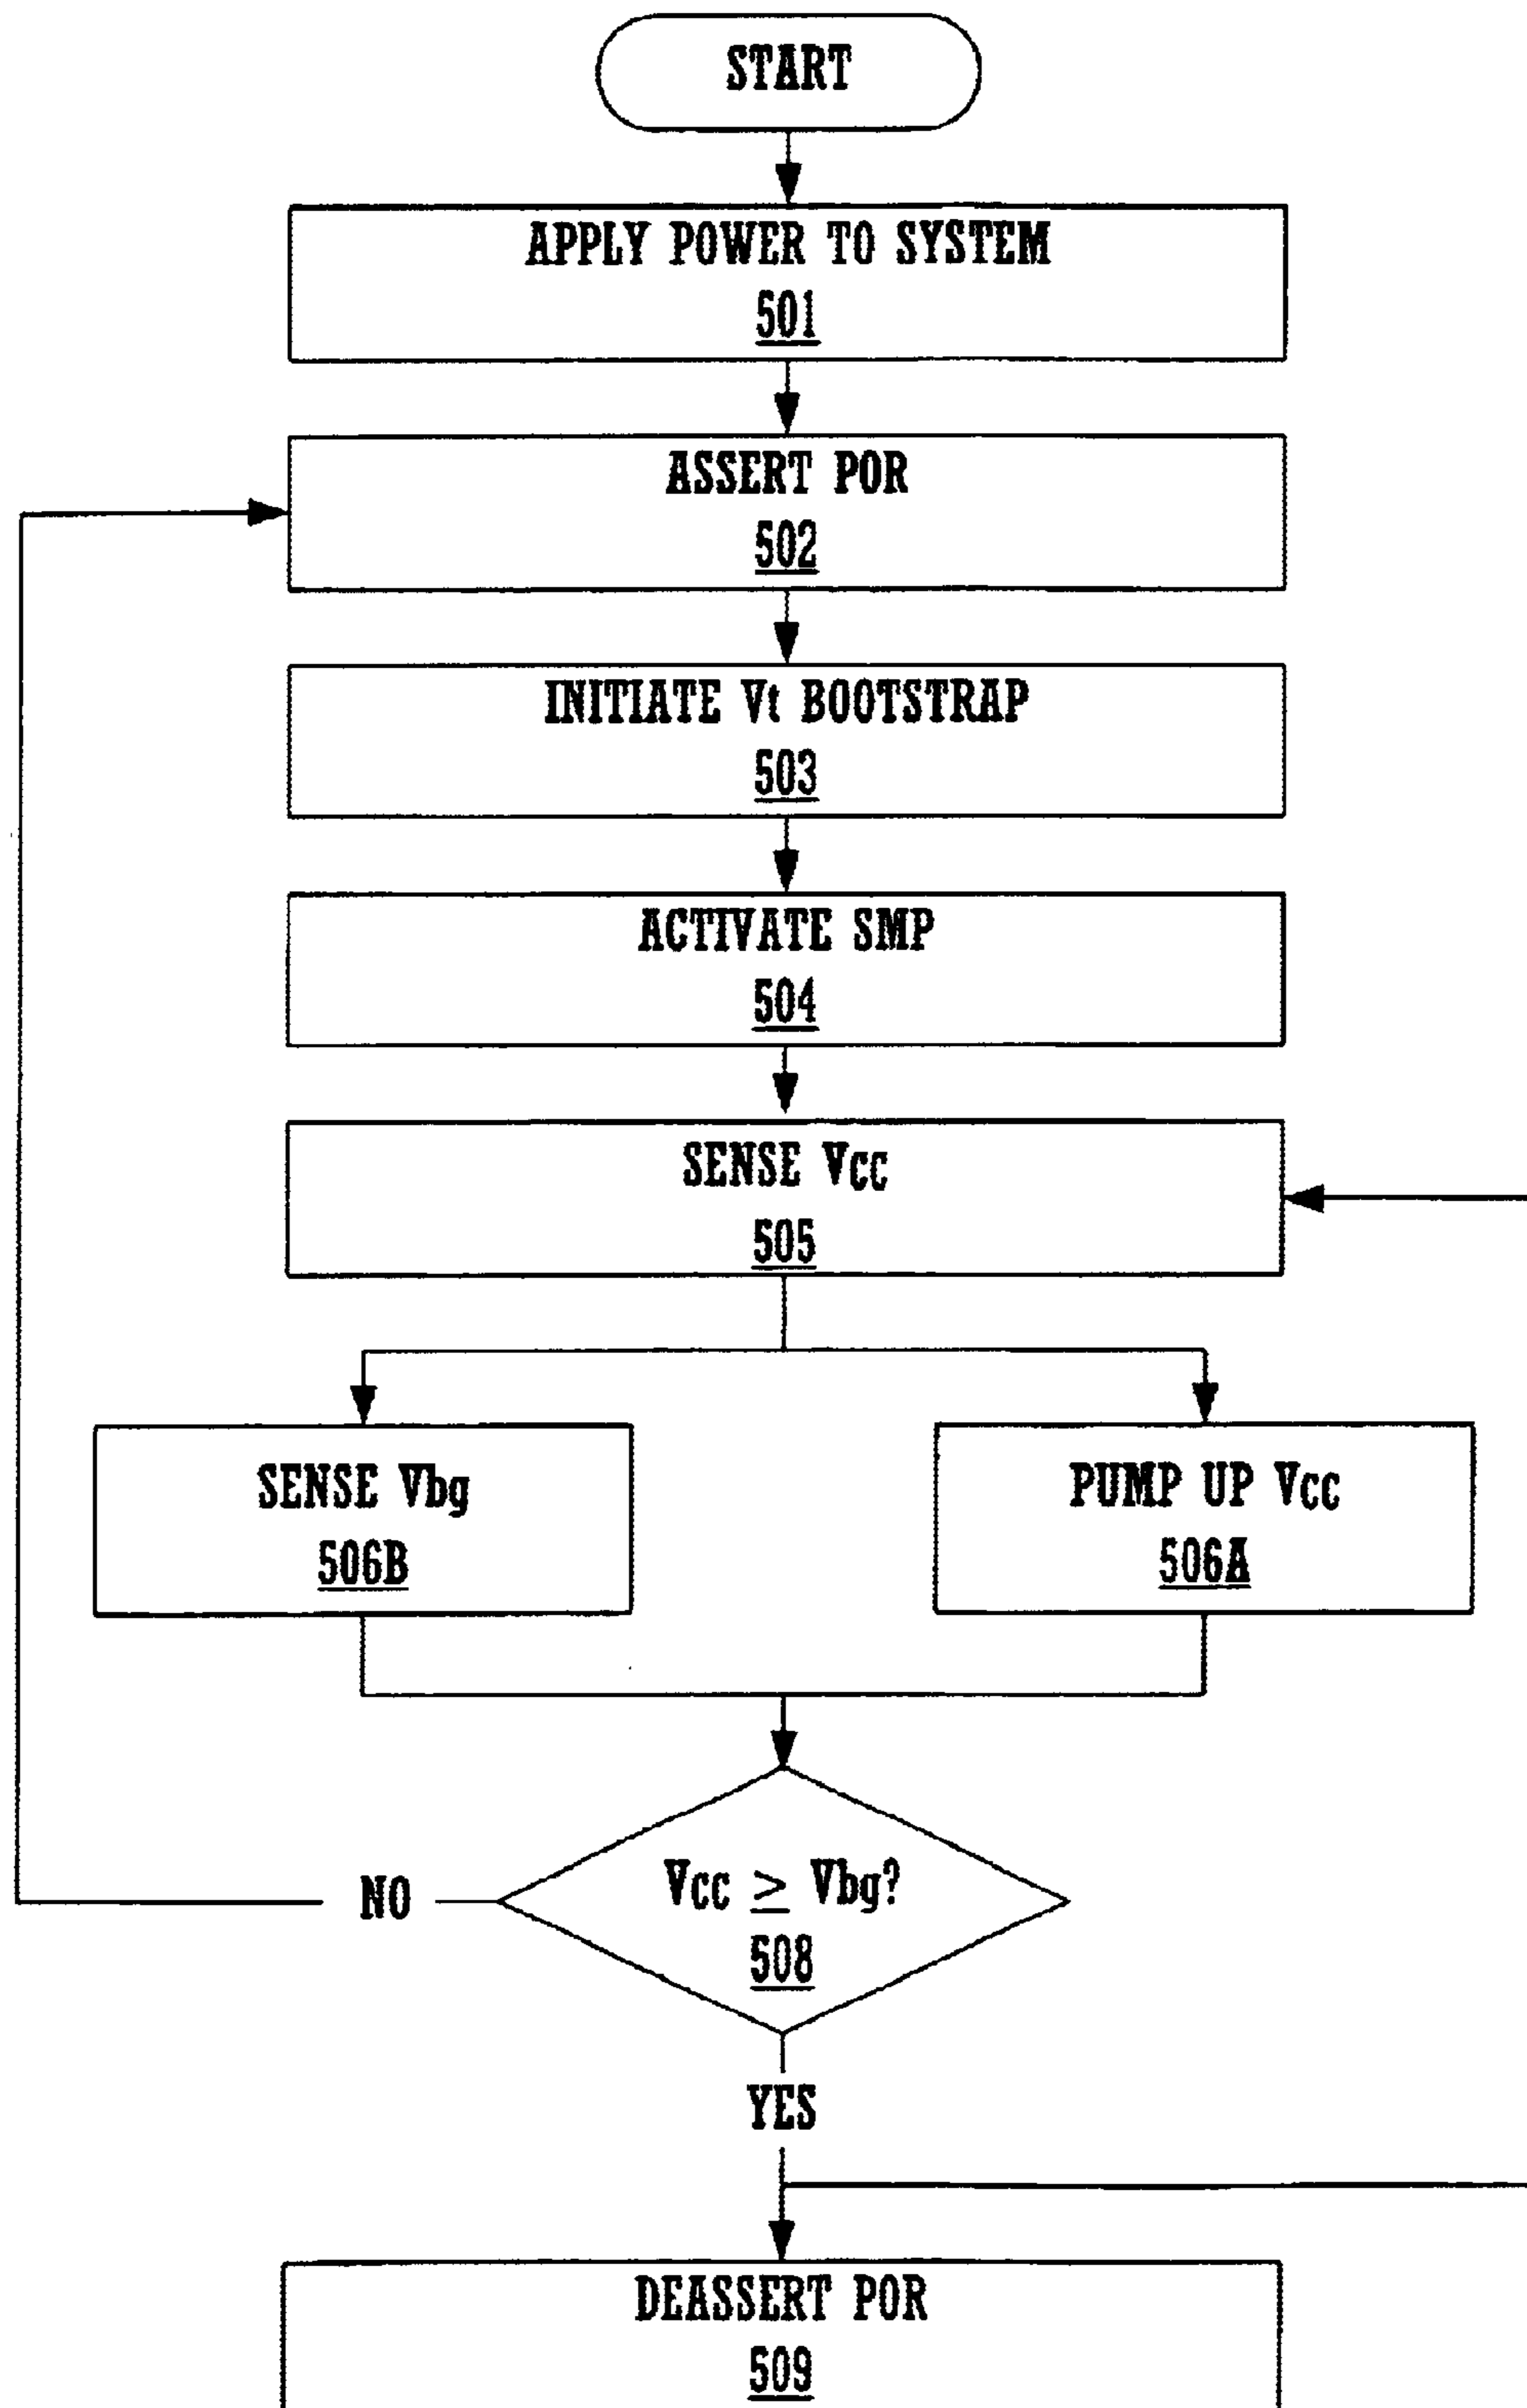 START
APPLY POWER TO SYSTEM
501
ASSERT POR
502
INITIATE Vt BOOTSTRAP
503
ACTIVATE SMP
504
SENSE Vcc
505
SENSE Vbg
506B
PUMP UP Vcc
506A
Vcc ≥ Vbg?
508
NO
YES
DEASSERT POR
509